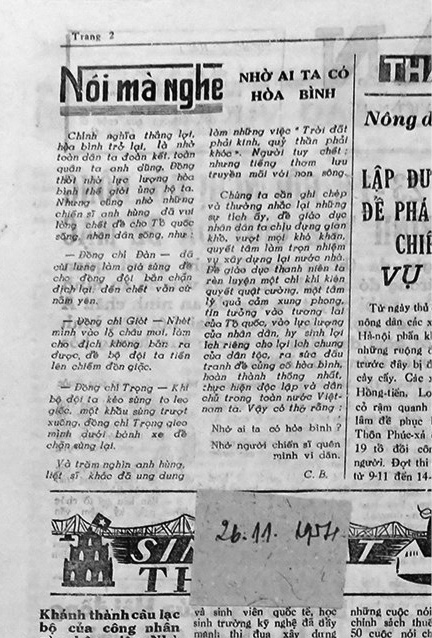 Trang 2
Nói mà nghe
NHỜ AI TA CÓ
HÒA BÌNH
Chính nghĩa thắng lợi,
hòa bình trở lại, là nhờ
toàn dân ta đoàn kết, toàn
quân ta anh dũng. Đồng
thời nhờ lực lượng hòa
bình thế giới ủng hộ ta.
Nhưng cũng nhờ những
chiến sĩ anh hùng đã vui
lòng chết để cho Tổ quốc
sống, nhân dân sống, như :
— Đồng chí Đàn — đã
cúi lưng làm giá súng để
cho đồng đội bắn chặn
địch lại, đến chết vẫn cứ
nắm yên.
— Đồng chí Giót — Nhét
mình vào lỗ châu mai, làm
cho địch không bắn ra
được, để bộ đội ta tiến
lên chiếm đồn giặc.
— Đồng chí Trọng — Khi
bộ đội ta kéo súng to leo
giốc, một khẩu súng trượt
xuống, đồng chí Trọng gieo
mình dưới bánh xe để
chặn súng lại.
Và trăm nghìn anh hùng,
liệt sĩ khác đã ung dung
làm những việc " Trời đất
phải kinh, quỷ thần phải
khóc". Người tuy chết :
nhưng tiếng thơm lưu
truyền mãi với non sông.
Chúng ta cần ghi chép
và thường nhắc lại những
sự tích ấy, để giáo dục
nhân dân ta chịu đựng gian
khổ, vượt mọi khó khăn,
quyết tâm làm trọn nhiệm
vụ xây dựng lại nước nhà.
Để giáo dục thanh niên ta
rèn luyện một chí khí kiên
quyết quật cường, một tâm
lý quả cảm xung phong,
tin tưởng vào tương lai
của Tổ quốc, vào lực lượng
của nhân dân, hy sinh lợi
ích riêng cho lợi ích chung
của dân tộc, ra sức đấu
tranh để củng cố hòa bình,
hoàn thành thống nhất,
thực hiện độc lập và dân
chủ trong toàn nước Việt-
nam ta. Vậy có thơ rằng :
Nhờ ai ta có hòa bình ?
Nhờ người chiến sĩ quên
mình vì dân.
C. B.
Nông d
LẬP ĐƯ
ĐỀ PHÁ
CHIẾ
VỤ
Từ ngày thủ
nông dân các x
Hà-nội phấn k
những ruộng đ
trước đây bị đ
cầy cấy. Các x
Hồng-tiến, Lo
cỏ rậm quanh
lâm để phục
Thôn Phúc-xá
19 tổ đổi côn
người. Đợt thi
từ 9-11 đến 14-
26.11.1954
Khánh thành câu lạc
bộ của công nhân
và sinh viên quốc tế, học
sinh trường kỹ nghệ đã đẩy
mạnh thi đua xây dựng
những cuộc nói
chính sách thuế
50 cuộc nói c